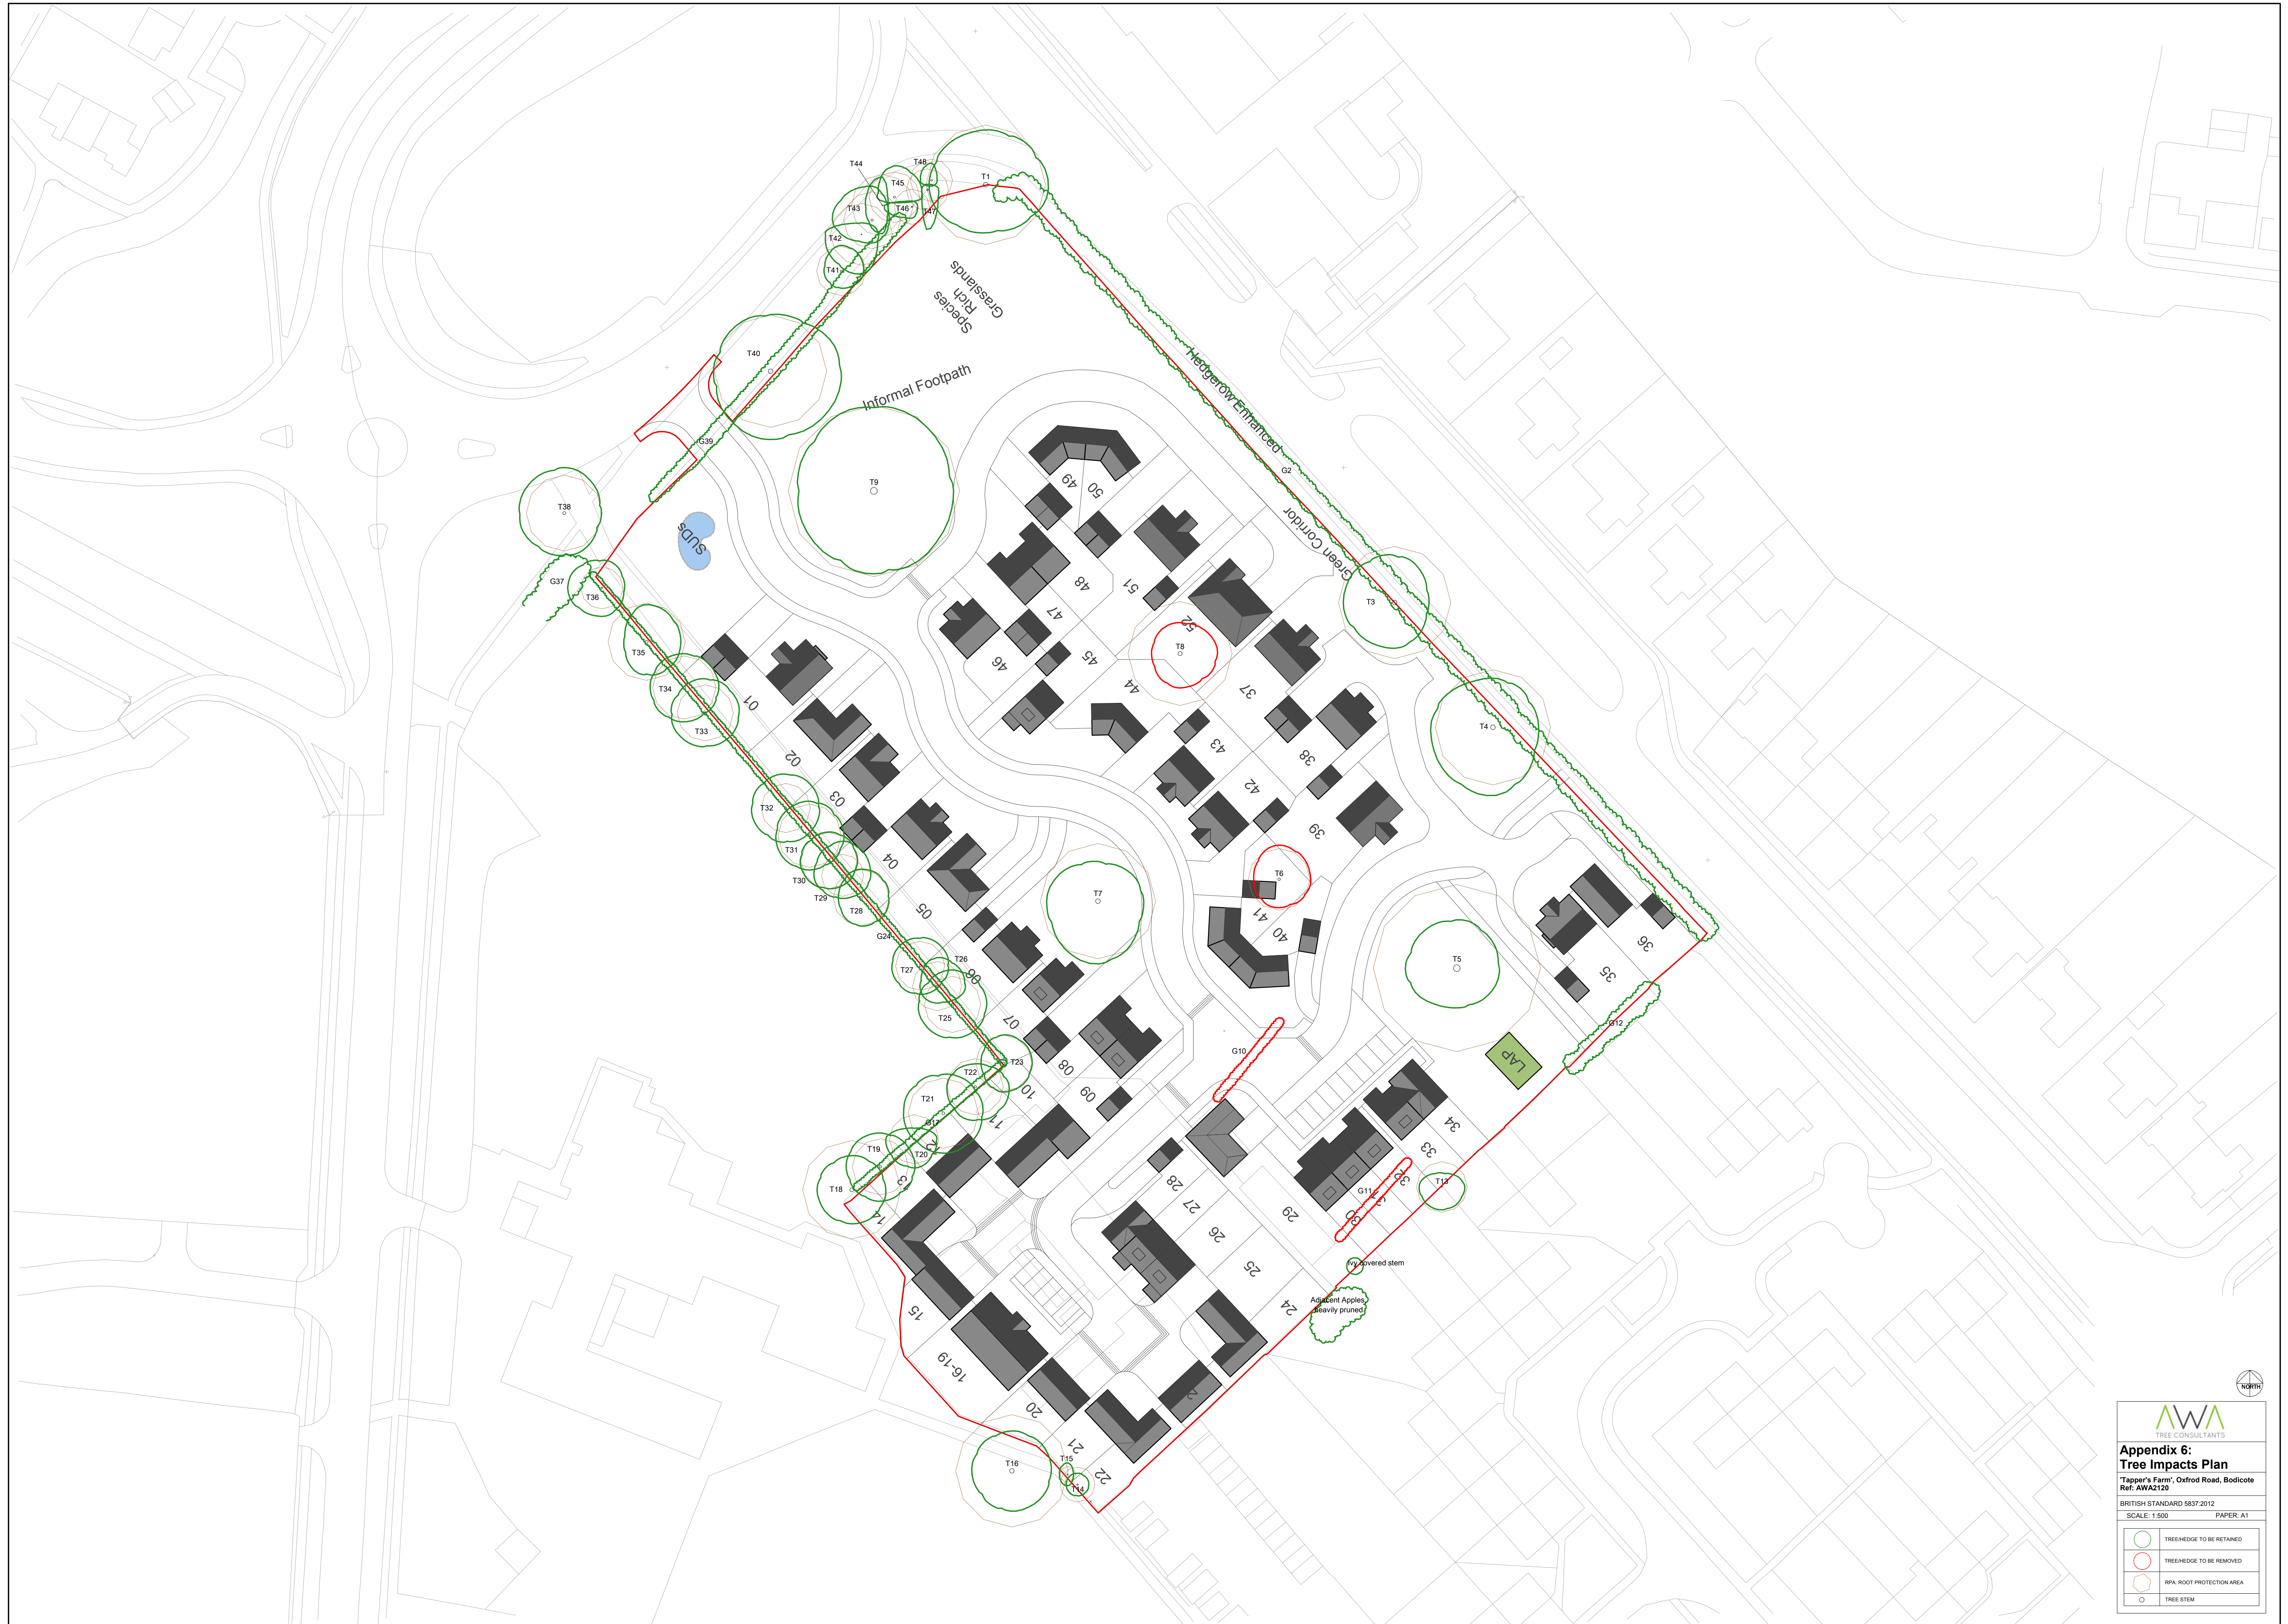 T44
T48
T1
T45
T43
T46
T47
T42
T41
Species
Rich
Grasslands
T40
Informal Footpath
Hedgerow Enhanced
G39
G2
T9
49
50
T38
SUDs
Green Corridor
G37
T36
48
51
T3
47
52
T35
T8
46
45
T34
44
37
01
T33
T4
43
02
38
42
T32
03
39
T31
04
T30
T6
T29
T7
T28
05
41
G24
40
T26
T5
36
T27
06
35
T25
07
G12
G10
T23
08
LAP
T22
10
09
T21
11
34
G17
33
T19
T20
T13
T18
28
32
G11
27
14
29
30
26
25
Ivy covered stem
Adjacent Apples,
heavily pruned
15
24
16-19
20
21
T15
T16
22
T14
NORTH
AWA
TREE CONSULTANTS
Appendix 6:
Tree Impacts Plan
'Tapper's Farm', Oxfrod Road, Bodicote
Ref: AWA2120
BRITISH STANDARD 5837:2012
SCALE: 1:500 PAPER: A1
TREE/HEDGE TO BE RETAINED
TREE/HEDGE TO BE REMOVED
RPA: ROOT PROTECTION AREA
TREE STEM